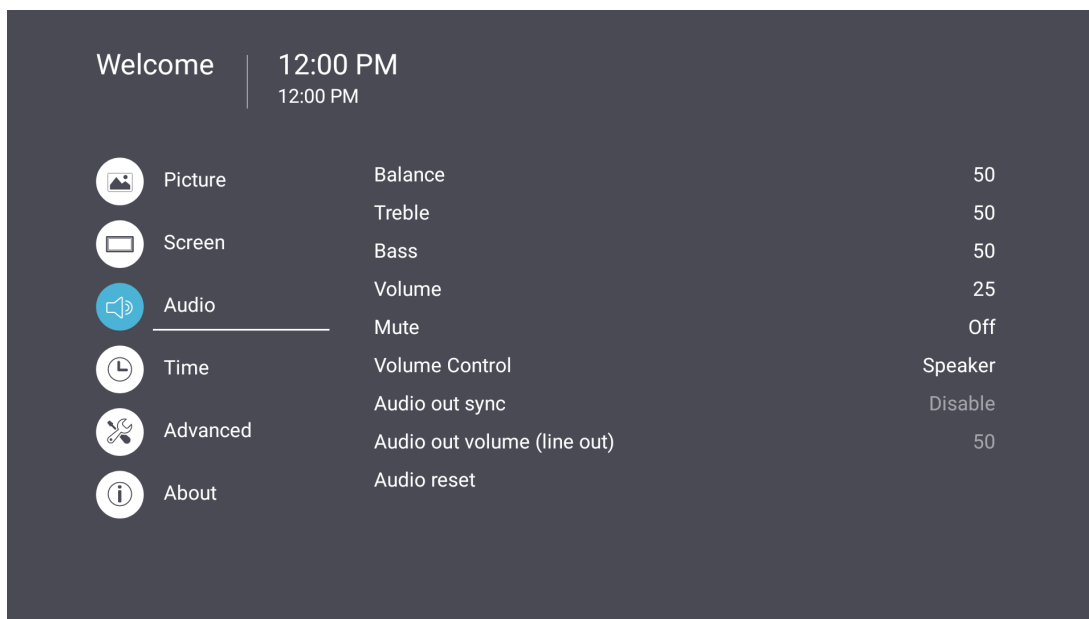 Welcome
12:00 PM
12:00 PM
Picture
Screen
Audio
Time
Advanced
About
Balance 50
Treble 50
Bass 50
Volume 25
Mute Off
Volume Control Speaker
Audio out sync Disable
Audio out volume (line out) 50
Audio reset